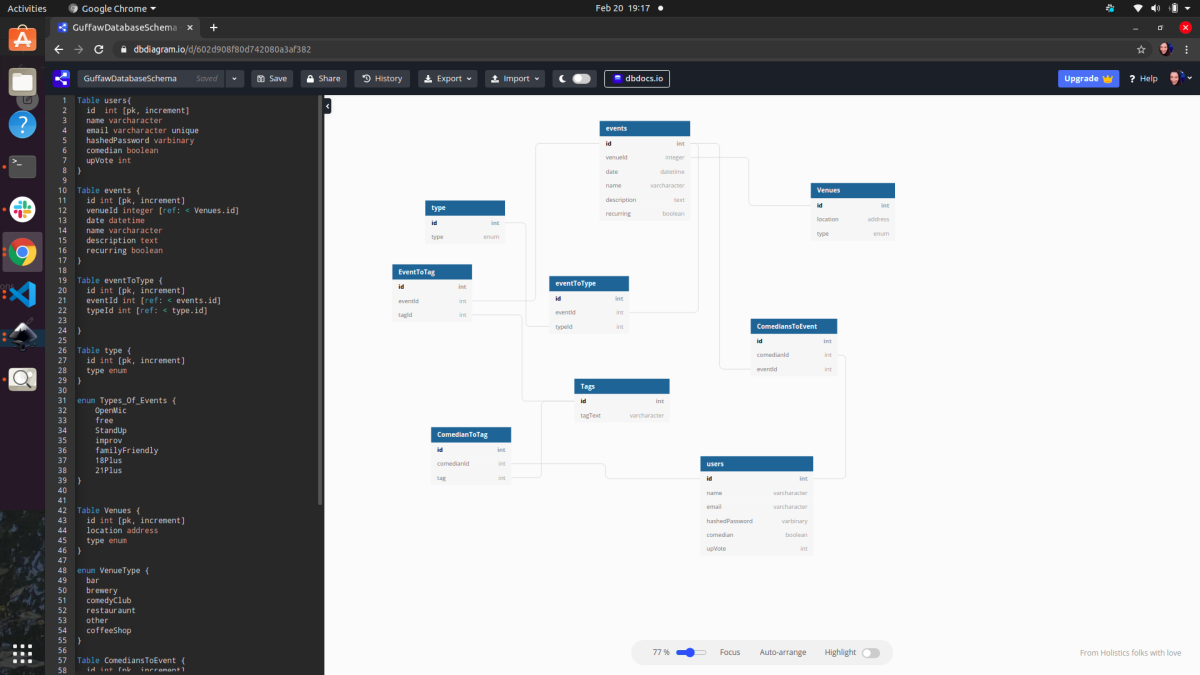 Activities
Google Chrome
Feb 20 19:17
GuffawDatabaseSchema
dbdiagram.io/d/602d908f80d742080a3af382
GuffawDatabaseSchema Saved
Save
Share
History
Export
Import
dbdocs.io
Upgrade
? Help
1 Table users{
2 id int [pk, increment]
3 name varcharacter
4 email varcharacter unique
5 hashedPassword varbinary
6 comedian boolean
7 upVote int
8 }
9
10 Table events {
11 id int [pk, increment]
12 venueId integer [ref: < Venues.id]
13 date datetime
14 name varcharacter
15 description text
16 recurring boolean
17 }
18
19 Table eventToType {
20 id int [pk, increment]
21 eventId int [ref: < events.id]
22 typeId int [ref: < type.id]
23
24 }
25
26 Table type {
27 id int [pk, increment]
28 type enum
29 }
30
31 enum Types_Of_Events {
32 OpenMic
33 free
34 StandUp
35 improv
36 familyFriendly
37 18Plus
38 21Plus
39 }
40
41
42 Table Venues {
43 id int [pk, increment]
44 location address
45 type enum
46 }
47
48 enum VenueType {
49 bar
50 brewery
51 comedyClub
52 restauraunt
53 other
54 coffeeShop
55 }
56
57 Table ComediansToEvent {
58 id int [pk, increment]
events
id int
venueId integer
date datetime
name varcharacter
description text
recurring boolean
Venues
id int
location address
type enum
type
id int
type enum
EventToTag
id int
eventId int
tagId int
eventToType
id int
eventId int
typeId int
ComediansToEvent
id int
comedianId int
eventId int
Tags
id int
tagText varcharacter
ComedianToTag
id int
comedianId int
tag int
users
id int
name varcharacter
email varcharacter
hashedPassword varbinary
comedian boolean
upVote int
77 %
Focus
Auto-arrange
Highlight
From Holistics folks with love